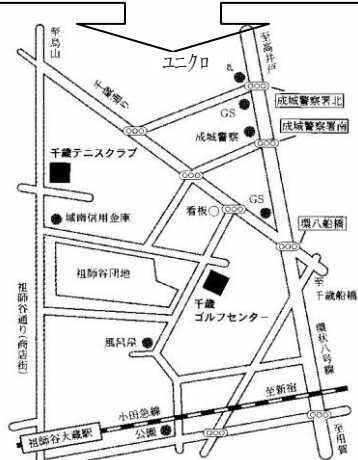 ユニクロ
至烏山
千歳通り
至高井戸
GS
成城警察署北
成城警察
成城警察署南
千歳テニスクラブ
看板
GS
城南信用金庫
環八船橋
祖師谷団地
千歳
ゴルフセンター
至
千歳船橋
祖師谷通り(商店街)
風呂屋
環状八号線
小田急線
至新宿
祖師谷大蔵駅
公園
至用賀